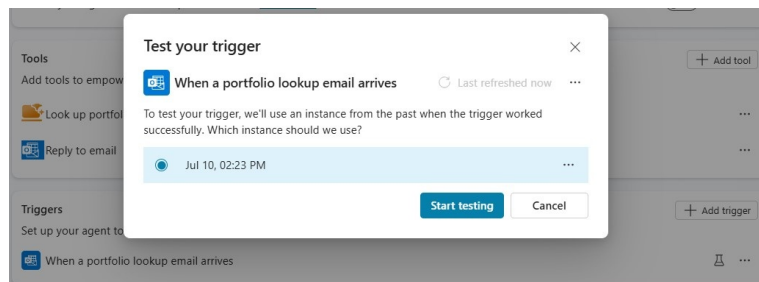 Test your trigger
When a portfolio lookup email arrives
Last refreshed now
To test your trigger, we'll use an instance from the past when the trigger worked
successfully. Which instance should we use?
Jul 10, 02:23 PM
Start testing
Cancel
Tools
+ Add tool
Add tools to empow
Look up portfol
Reply to email
Triggers
+ Add trigger
Set up your agent to
When a portfolio lookup email arrives